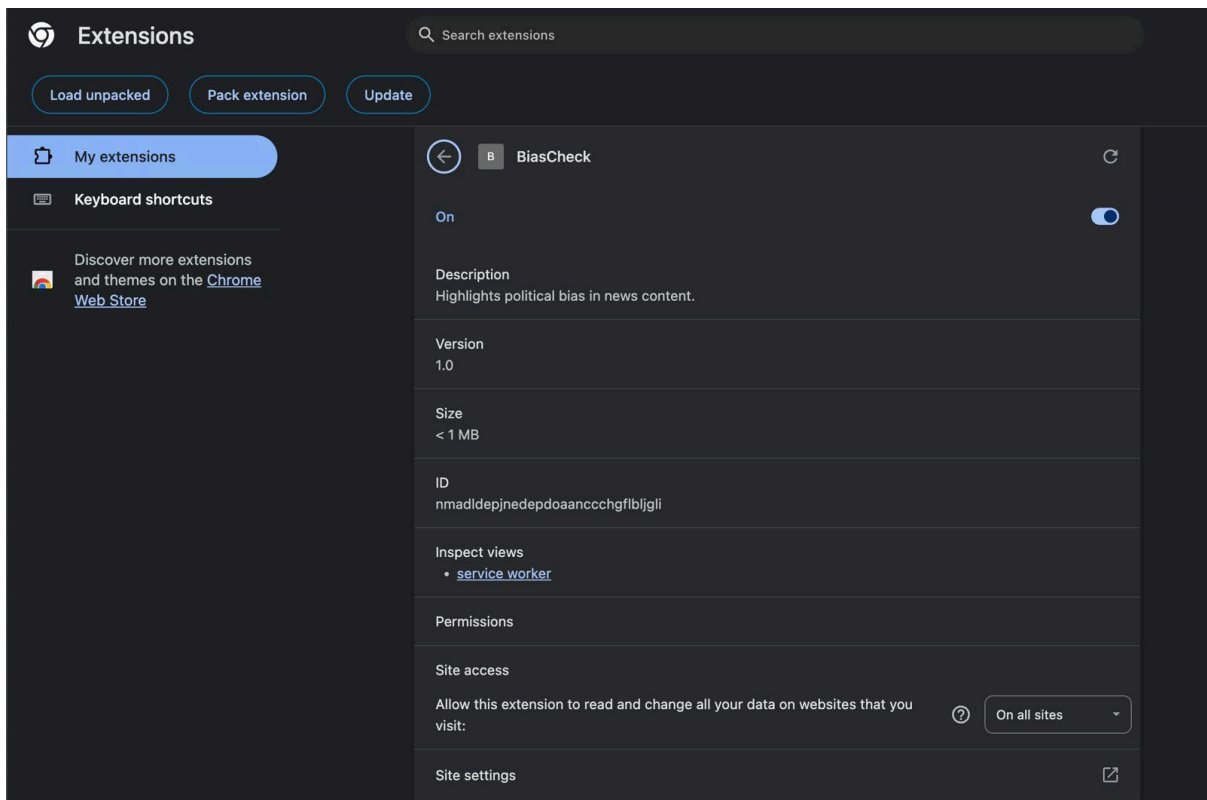 Extensions
Search extensions
Load unpacked
Pack extension
Update
My extensions
Keyboard shortcuts
Discover more extensions
and themes on the Chrome
Web Store
B
BiasCheck
On
Description
Highlights political bias in news content.
Version
1.0
Size
< 1 MB
ID
nmadldepjnedepdoaanccchgflbljgli
Inspect views
• service worker
Permissions
Site access
Allow this extension to read and change all your data on websites that you
visit:
On all sites
Site settings